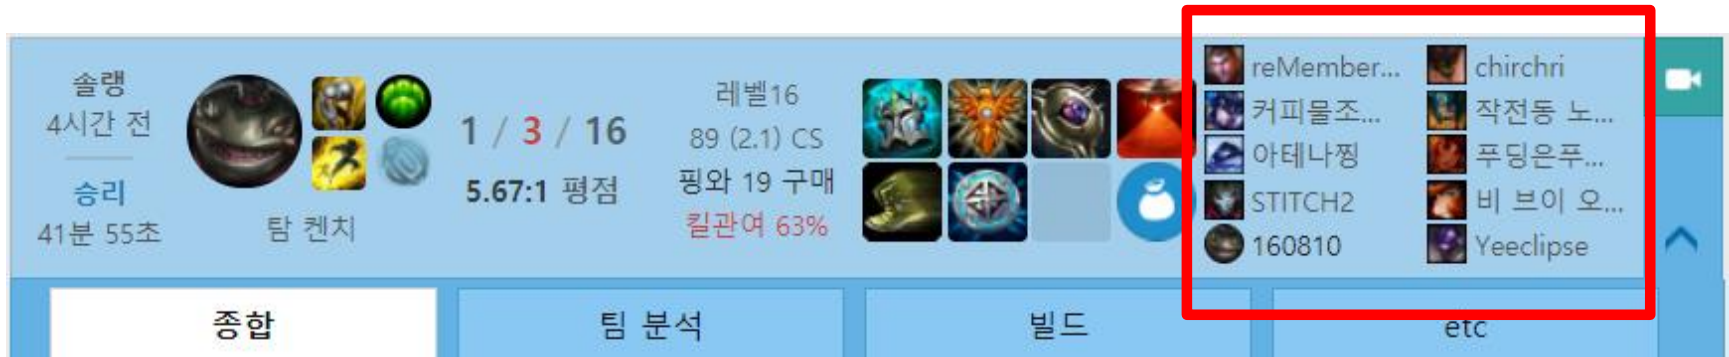 솔랭
4시간 전
승리
41분 55초
탐 켄치
1 / 3 / 16
5.67:1 평점
레벨16
89 (2.1) CS
핑와 19 구매
킬관여 63%
reMember...
커피물조...
아테나찡
STITCH2
160810
chirchri
작전동 노...
푸딩은푸...
비 브이 오...
Yeeclipse
종합
팀 분석
빌드
etc